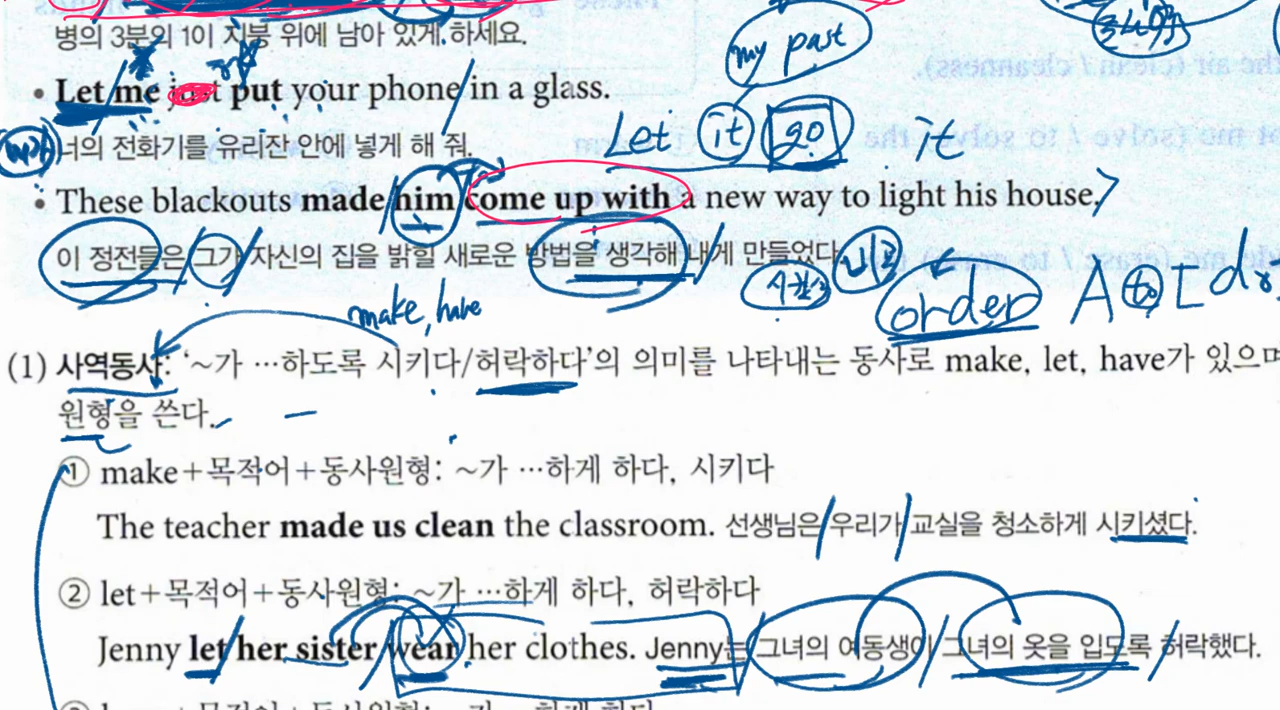 병의 3분의 1이 지붕 위에 남아 있게 하세요.
my past
• Let me just put your phone in a glass.
Let it go it
너의 전화기를 유리잔 안에 넣게 해 줘.
• These blackouts made him come up with a new way to light his house.
이 정전들은 그가 자신의 집을 밝힐 새로운 방법을 생각해 내게 만들었다.
order A to
make, have
(1) 사역동사: '~가 …하도록 시키다/허락하다'의 의미를 나타내는 동사로 make, let, have가 있으며
원형을 쓴다.
① make+목적어+동사원형: ~가 …하게 하다, 시키다
The teacher made us clean the classroom. 선생님은 우리가 교실을 청소하게 시키셨다.
② let+목적어+동사원형: ~가 …하게 하다, 허락하다
Jenny let her sister wear her clothes. Jenny는 그녀의 여동생이 그녀의 옷을 입도록 허락했다.